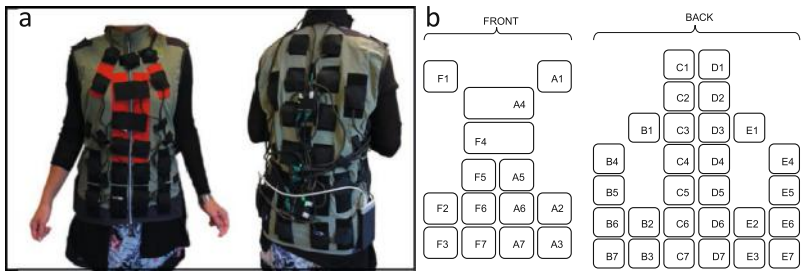 a
b
FRONT
BACK
F1 A1
A4
F4
F5 A5
F2 F6 A6 A2
F3 F7 A7 A3
C1 D1
C2 D2
B1 C3 D3 E1
B4 C4 D4 E4
B5 C5 D5 E5
B6 B2 C6 D6 E2 E6
B7 B3 C7 D7 E3 E7